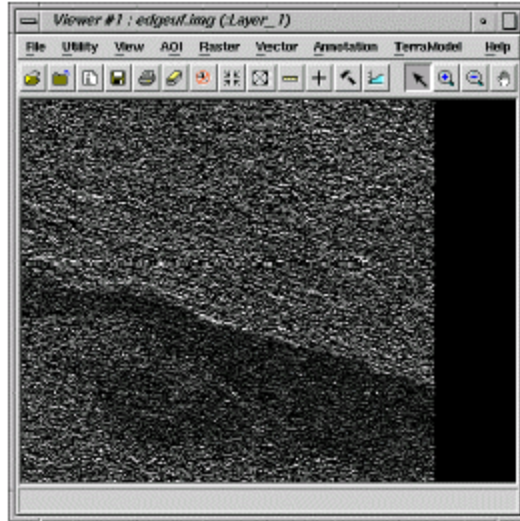 Viewer #1 : edgeuf.img (:Layer_1)
File Utility View AOI Raster Vector Annotation TerraModel Help